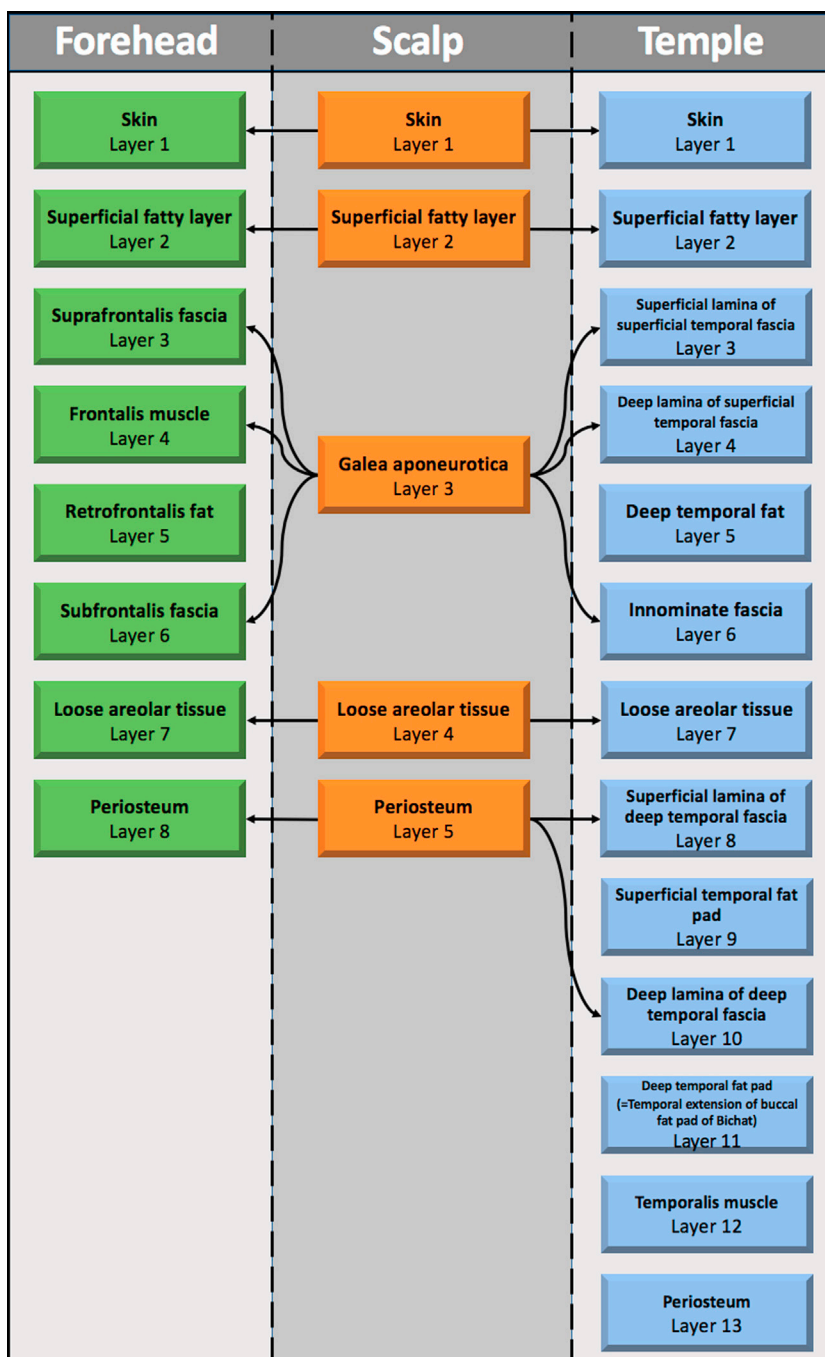 Forehead
Scalp
Temple
Skin
Layer 1
Skin
Layer 1
Skin
Layer 1
Superficial fatty layer
Layer 2
Superficial fatty layer
Layer 2
Superficial fatty layer
Layer 2
Suprafrontalis fascia
Layer 3
Superficial lamina of
superficial temporal fascia
Layer 3
Frontalis muscle
Layer 4
Deep lamina of superficial
temporal fascia
Layer 4
Galea aponeurotica
Layer 3
Retrofrontalis fat
Layer 5
Deep temporal fat
Layer 5
Subfrontalis fascia
Layer 6
Innominate fascia
Layer 6
Loose areolar tissue
Layer 7
Loose areolar tissue
Layer 4
Loose areolar tissue
Layer 7
Periosteum
Layer 8
Periosteum
Layer 5
Superficial lamina of
deep temporal fascia
Layer 8
Superficial temporal fat
pad
Layer 9
Deep lamina of deep
temporal fascia
Layer 10
Deep temporal fat pad
(=Temporal extension of buccal
fat pad of Bichat)
Layer 11
Temporalis muscle
Layer 12
Periosteum
Layer 13